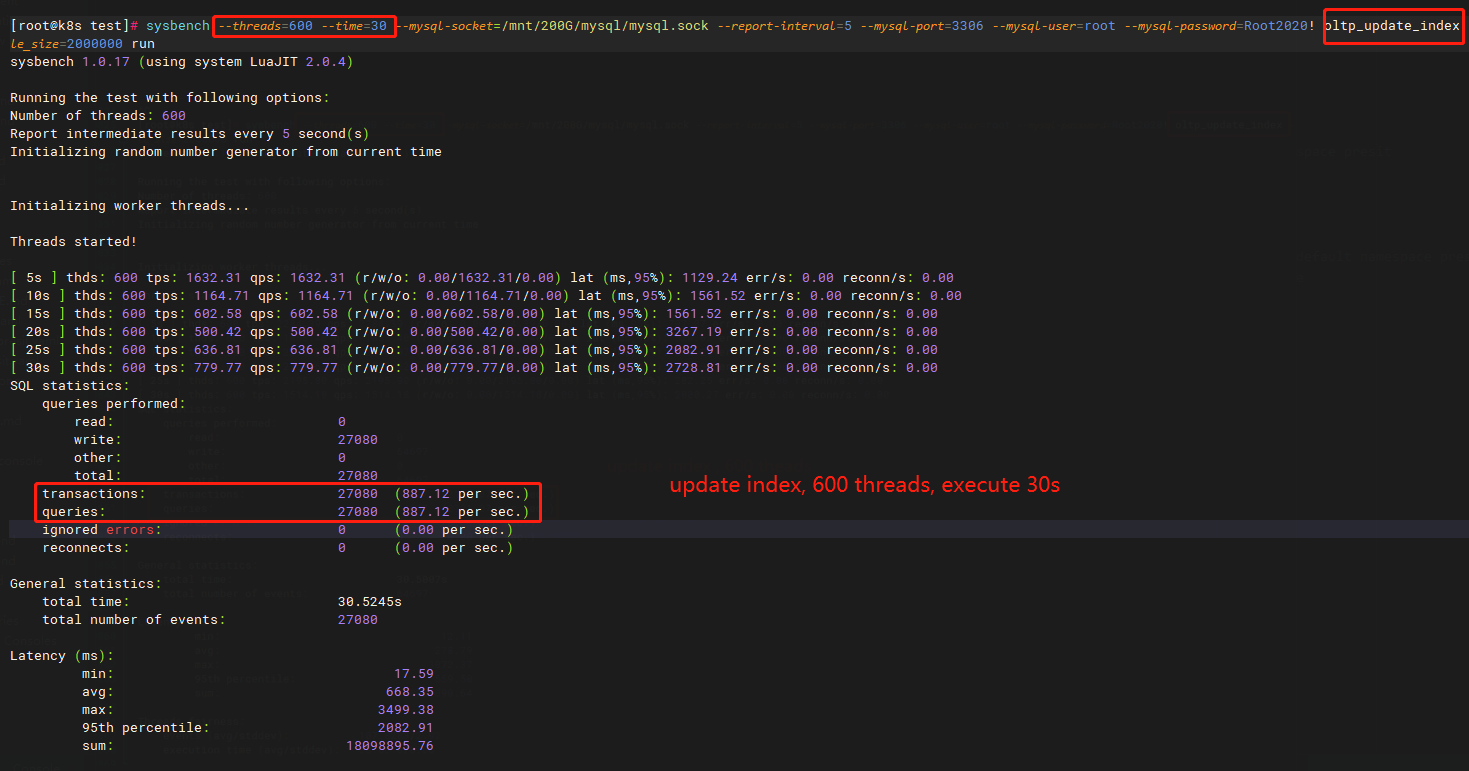 [root@k8s test]# sysbench --threads=600 --time=30 --mysql-socket=/mnt/200G/mysql/mysql.sock --report-interval=5 --mysql-port=3306 --mysql-user=root --mysql-password=Root2020! oltp_update_index
le_size=2000000 run
sysbench 1.0.17 (using system LuaJIT 2.0.4)
Running the test with following options:
Number of threads: 600
Report intermediate results every 5 second(s)
Initializing random number generator from current time
Initializing worker threads...
Threads started!
[ 5s ] thds: 600 tps: 1632.31 qps: 1632.31 (r/w/o: 0.00/1632.31/0.00) lat (ms,95%): 1129.24 err/s: 0.00 reconn/s: 0.00
[ 10s ] thds: 600 tps: 1164.71 qps: 1164.71 (r/w/o: 0.00/1164.71/0.00) lat (ms,95%): 1561.52 err/s: 0.00 reconn/s: 0.00
[ 15s ] thds: 600 tps: 602.58 qps: 602.58 (r/w/o: 0.00/602.58/0.00) lat (ms,95%): 1561.52 err/s: 0.00 reconn/s: 0.00
[ 20s ] thds: 600 tps: 500.42 qps: 500.42 (r/w/o: 0.00/500.42/0.00) lat (ms,95%): 3267.19 err/s: 0.00 reconn/s: 0.00
[ 25s ] thds: 600 tps: 636.81 qps: 636.81 (r/w/o: 0.00/636.81/0.00) lat (ms,95%): 2082.91 err/s: 0.00 reconn/s: 0.00
[ 30s ] thds: 600 tps: 779.77 qps: 779.77 (r/w/o: 0.00/779.77/0.00) lat (ms,95%): 2728.81 err/s: 0.00 reconn/s: 0.00
SQL statistics:
queries performed:
read: 0
write: 27080
other: 0
total: 27080
transactions: 27080 (887.12 per sec.)
queries: 27080 (887.12 per sec.)
update index, 600 threads, execute 30s
ignored errors: 0 (0.00 per sec.)
reconnects: 0 (0.00 per sec.)
General statistics:
total time: 30.5245s
total number of events: 27080
Latency (ms):
min: 17.59
avg: 668.35
max: 3499.38
95th percentile: 2082.91
sum: 18098895.76